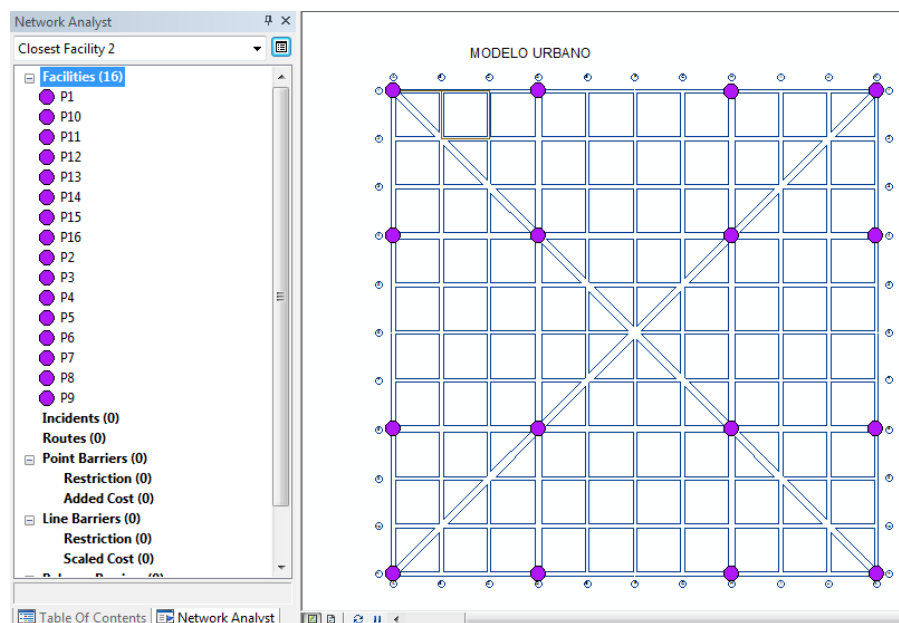 Network Analyst
Closest Facility 2
Facilities (16)
P1
P10
P11
P12
P13
P14
P15
P16
P2
P3
P4
P5
P6
P7
P8
P9
Incidents (0)
Routes (0)
Point Barriers (0)
Restriction (0)
Added Cost (0)
Line Barriers (0)
Restriction (0)
Scaled Cost (0)
Table Of Contents
Network Analyst
MODELO URBANO